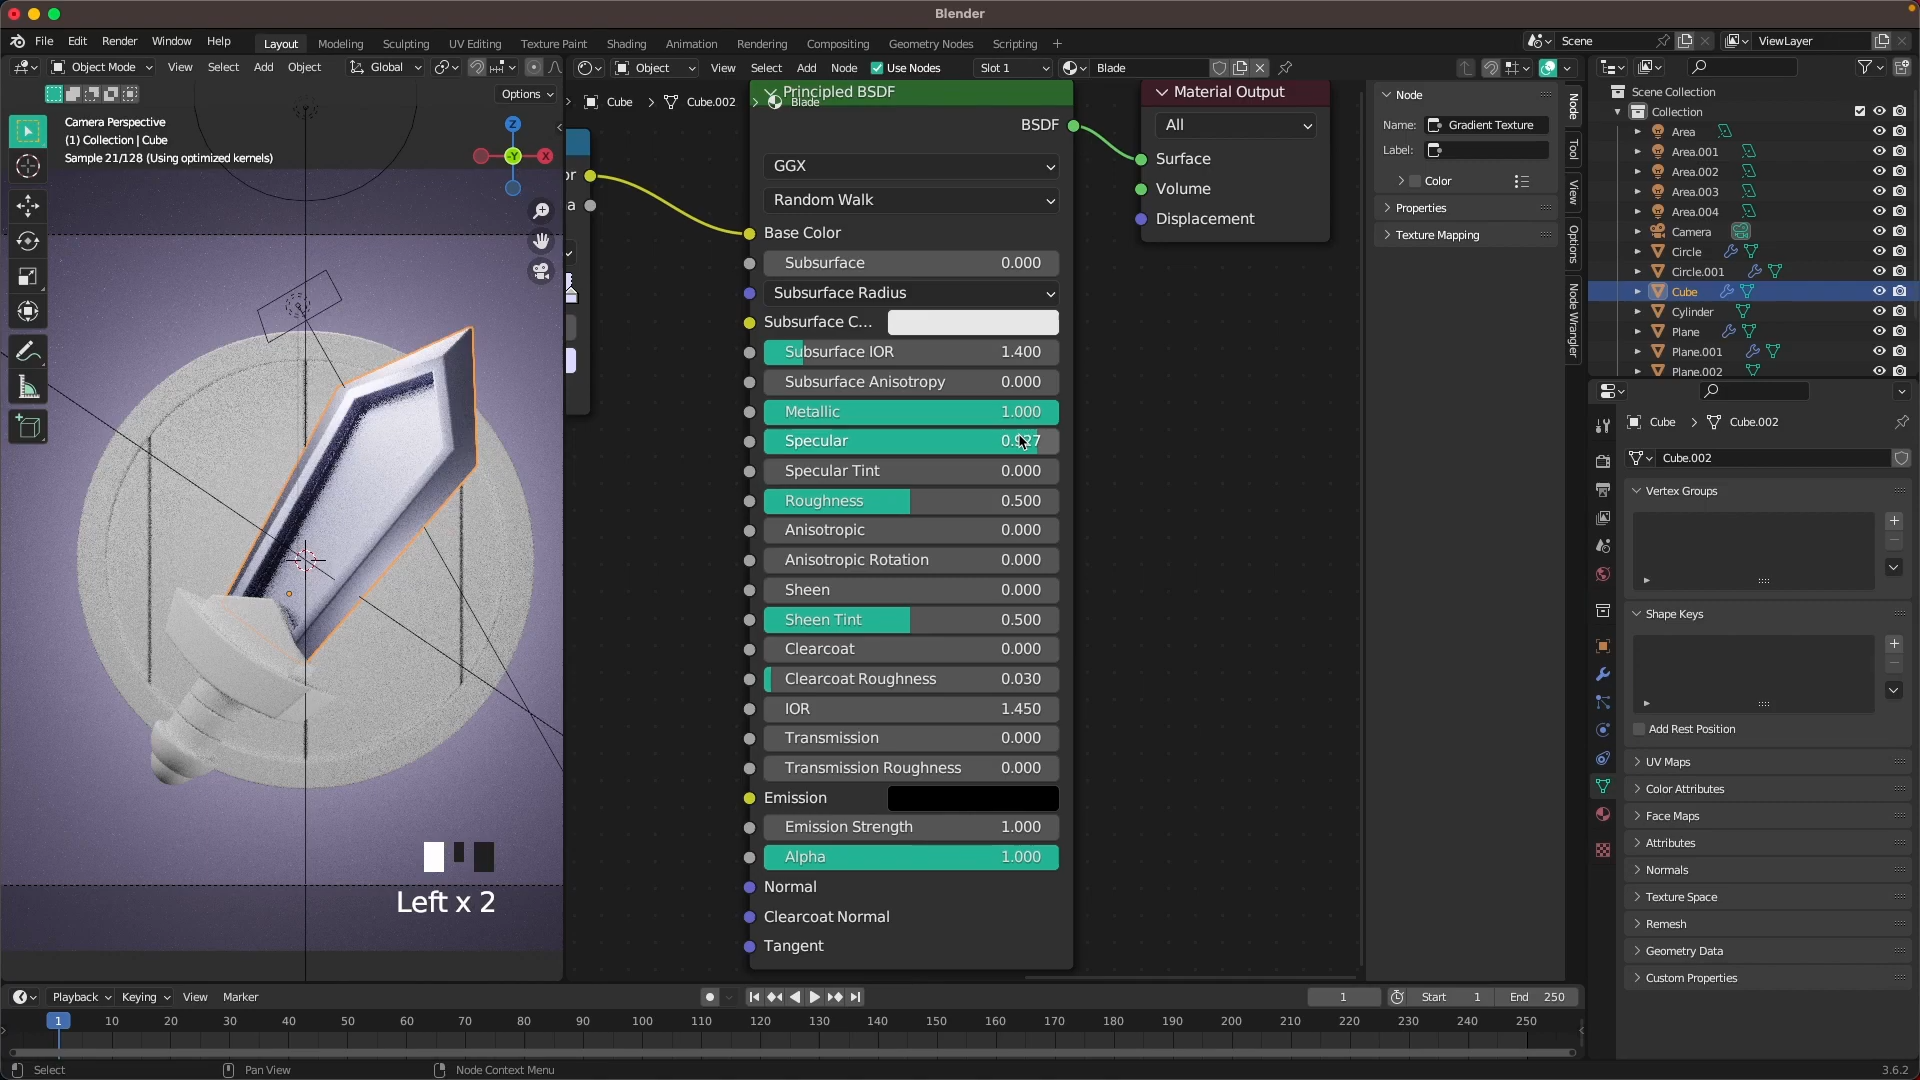 Blender
File Edit Render Window Help
Layout Modeling Sculpting UV Editing Texture Paint Shading Animation Rendering Compositing Geometry Nodes Scripting +
Scene
ViewLayer
Object Mode View Select Add Object Global
Object View Select Add Node Use Nodes Slot 1 Blade
Options
Camera Perspective
(1) Collection | Cube
Sample 21/128 (Using optimized kernels)
Z
-Y
X
Left x 2
Cube > Cube.002 > Blade
or
a
Principled BSDF
BSDF
GGX
Random Walk
Base Color
Subsurface 0.000
Subsurface Radius
Subsurface C...
Subsurface IOR 1.400
Subsurface Anisotropy 0.000
Metallic 1.000
Specular
Specular Tint 0.000
Roughness 0.500
Anisotropic 0.000
Anisotropic Rotation 0.000
Sheen 0.000
Sheen Tint 0.500
Clearcoat 0.000
Clearcoat Roughness 0.030
IOR 1.450
Transmission 0.000
Transmission Roughness 0.000
Emission
Emission Strength 1.000
Alpha 1.000
Normal
Clearcoat Normal
Tangent
Material Output
All
Surface
Volume
Displacement
Node
Name: Gradient Texture
Label:
Color
Properties
Texture Mapping
Node
Tool
View
Options
Node Wrangler
Scene Collection
Collection
Area
Area.001
Area.002
Area.003
Area.004
Camera
Circle
Circle.001
Cube
Cylinder
Plane
Plane.001
Plane.002
Cube > Cube.002
Cube.002
Vertex Groups
Shape Keys
Add Rest Position
UV Maps
Color Attributes
Face Maps
Attributes
Normals
Texture Space
Remesh
Geometry Data
Custom Properties
Playback Keying View Marker
1 Start 1 End 250
1 10 20 30 40 50 60 70 80 90 100 110 120 130 140 150 160 170 180 190 200 210 220 230 240 250
Select Pan View Node Context Menu 3.6.2